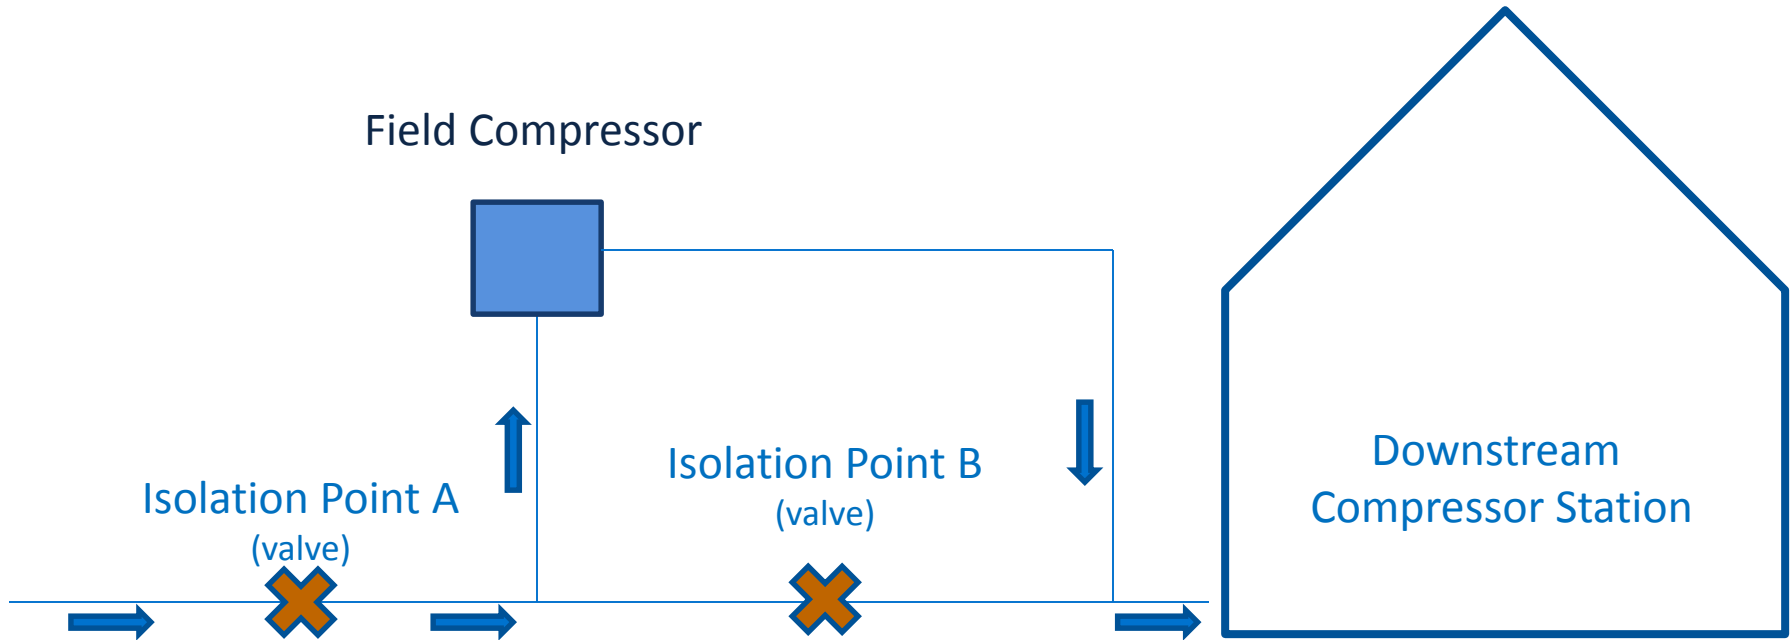 Field Compressor
Isolation Point A
(valve)
Isolation Point B
(valve)
Downstream
Compressor Station